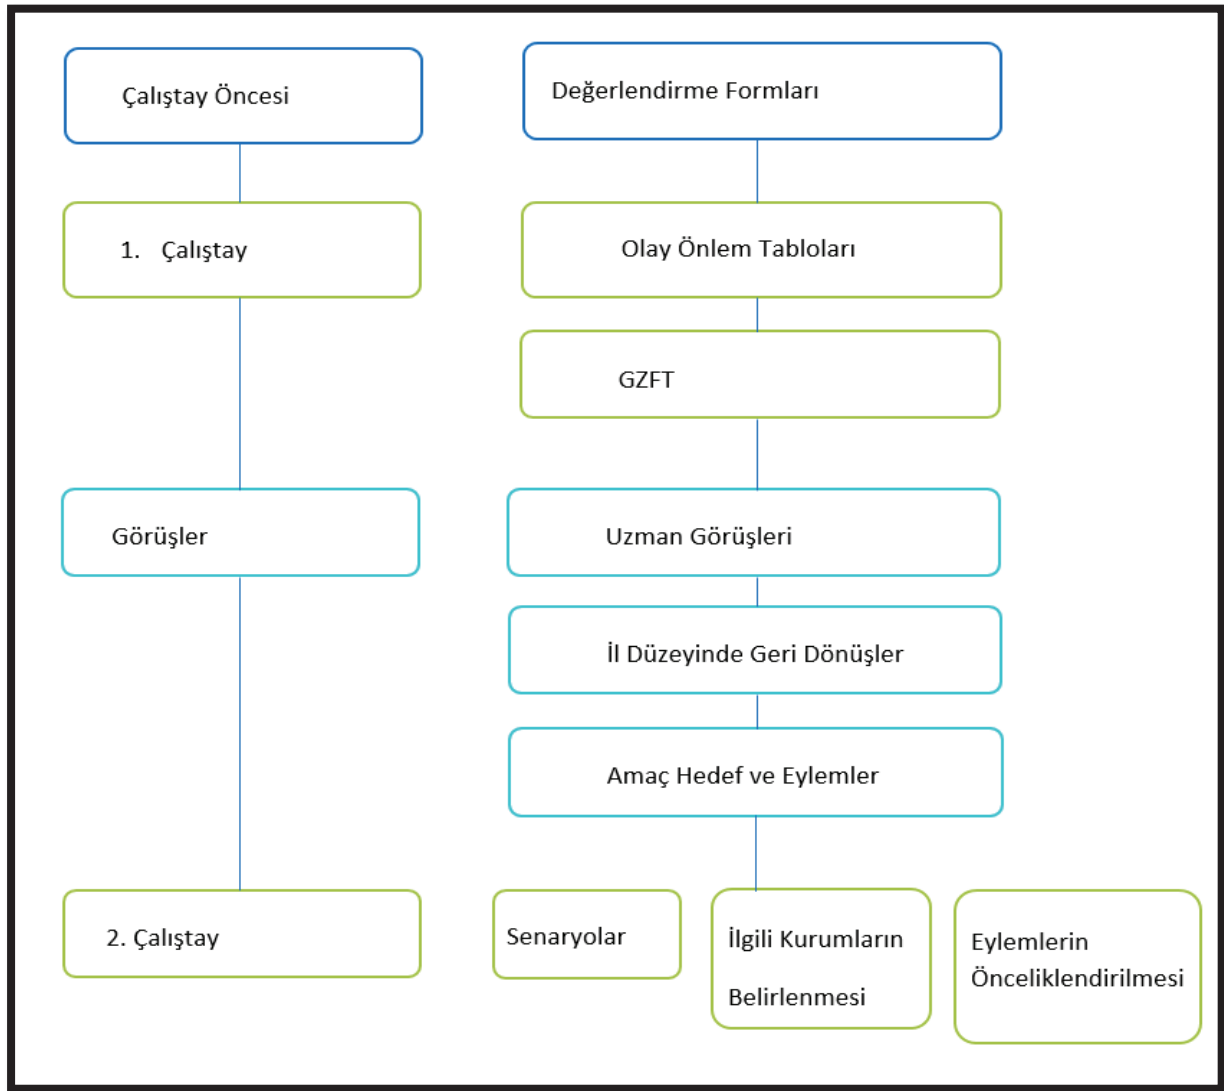 Çalıştay Öncesi
Değerlendirme Formları
1. Çalıştay
Olay Önlem Tabloları
GZFT
Görüşler
Uzman Görüşleri
İl Düzeyinde Geri Dönüşler
Amaç Hedef ve Eylemler
2. Çalıştay
Senaryolar
İlgili Kurumların
Belirlenmesi
Eylemlerin
Önceliklendirilmesi